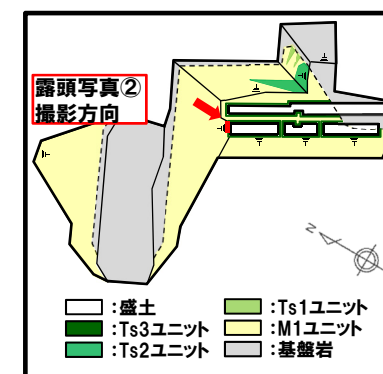 露頭写真②
撮影方向
N
:盛土
:Ts3ユニット
:Ts2ユニット
:Ts1ユニット
:M1ユニット
:基盤岩